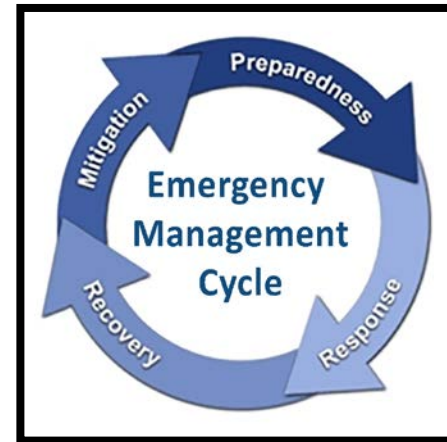 Preparedness
Mitigation
Emergency
Management
Cycle
Recovery
Response